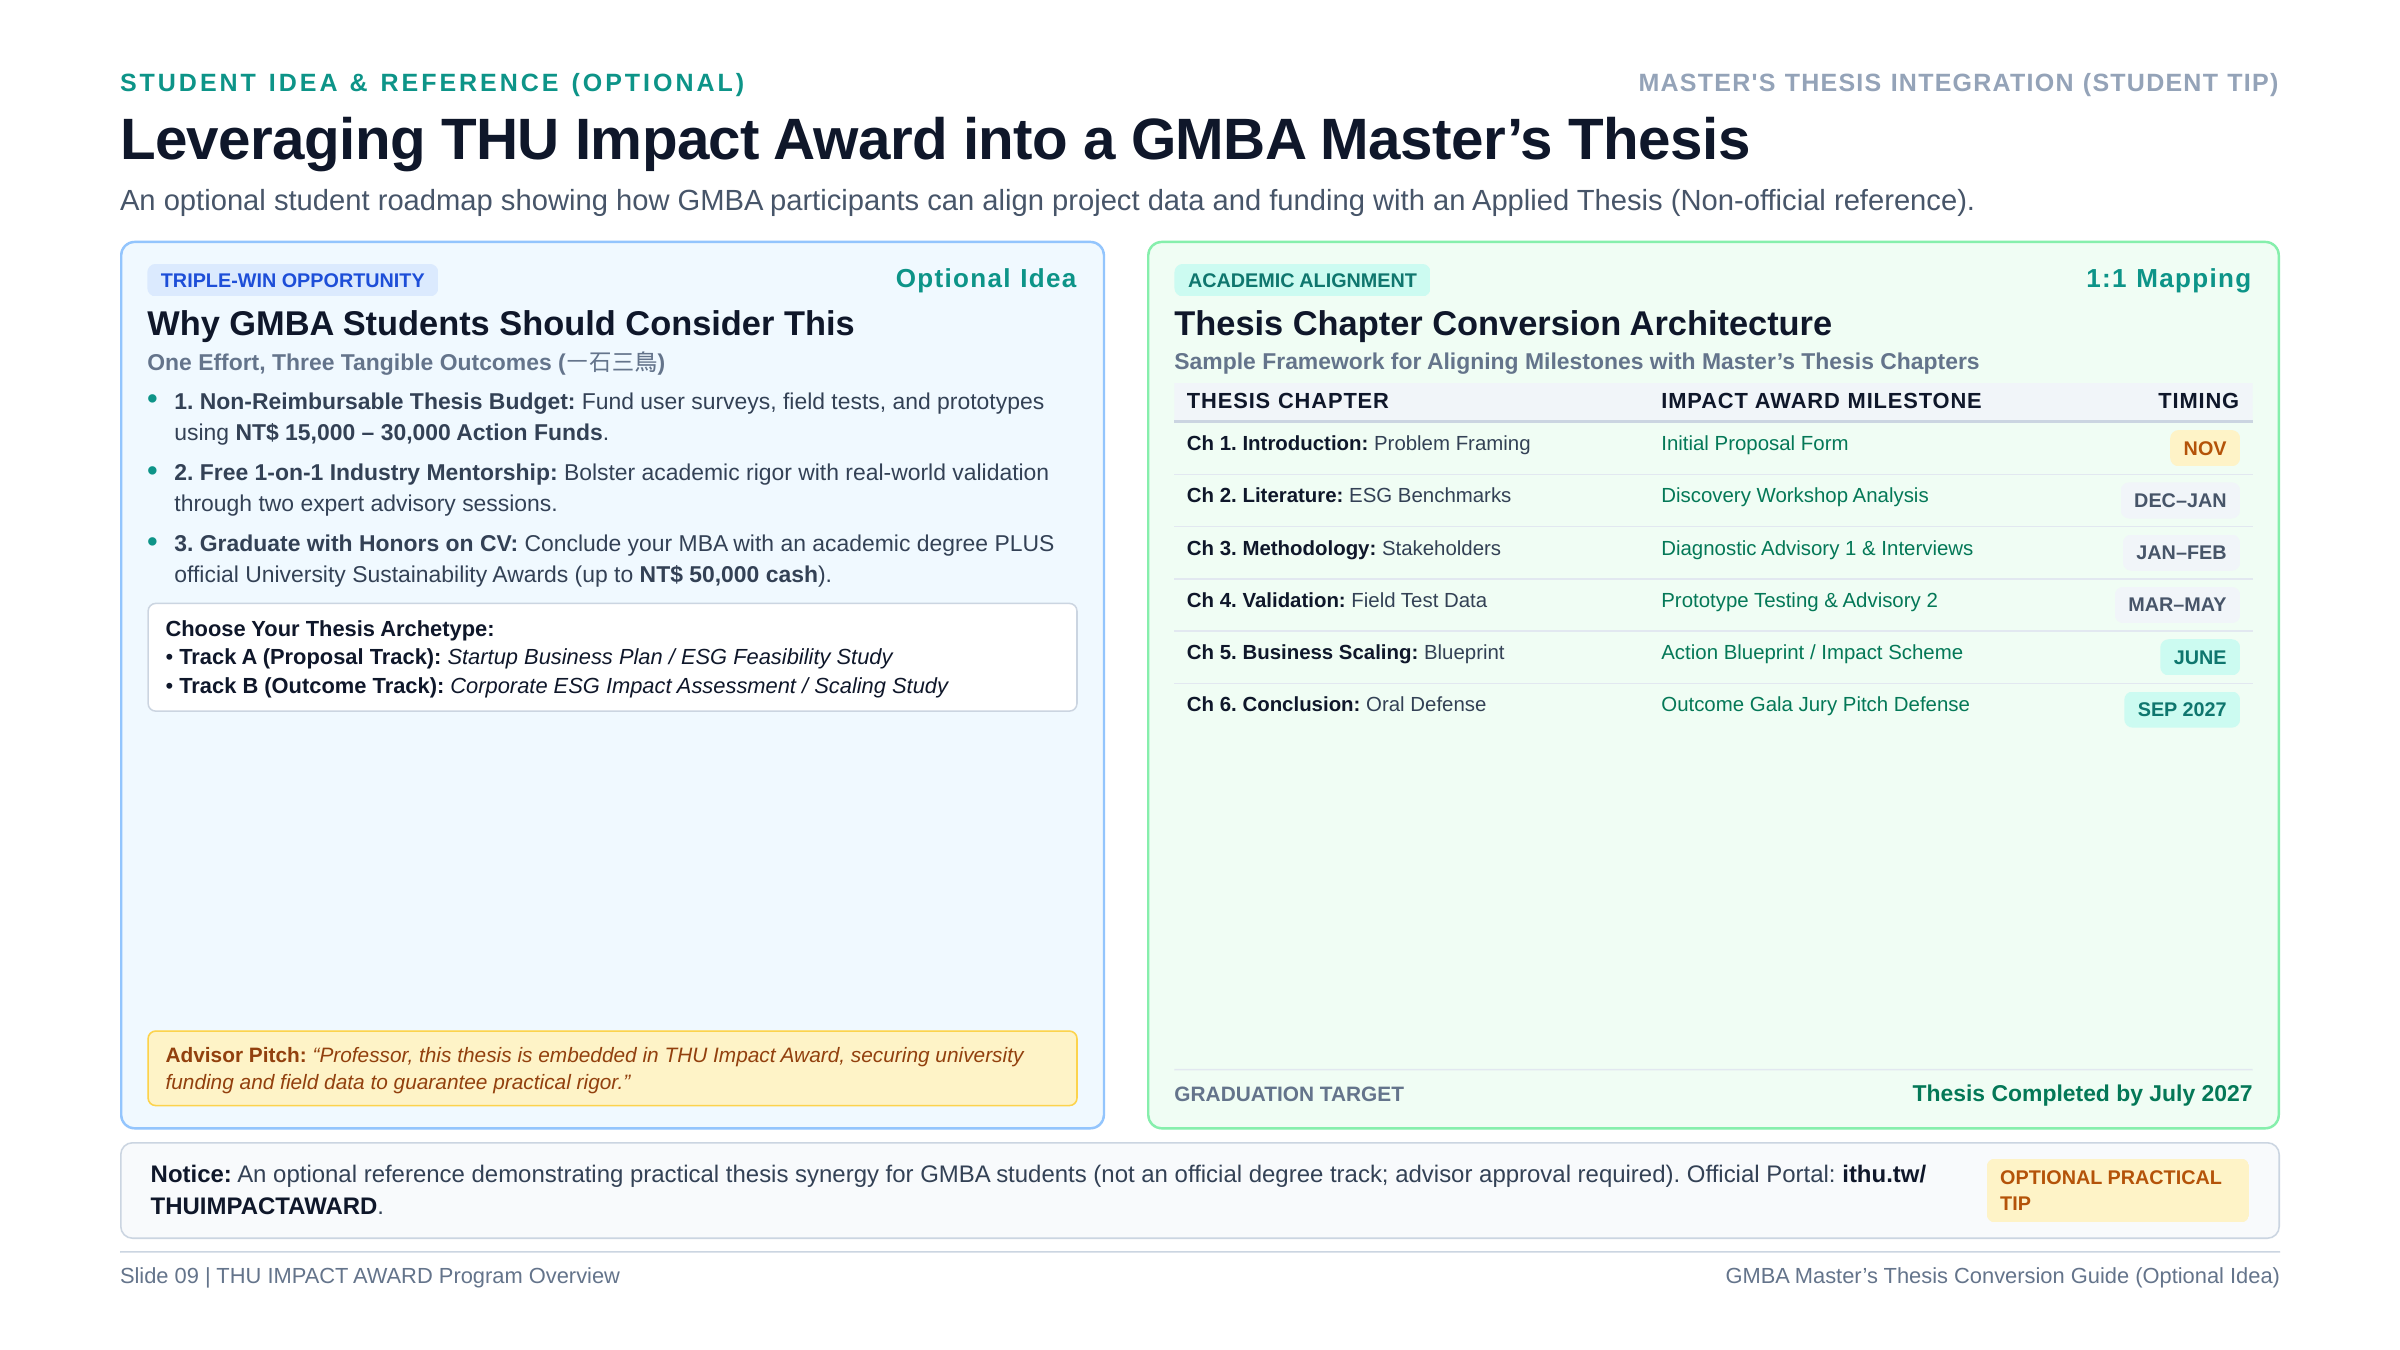 STUDENT IDEA & REFERENCE (OPTIONAL)
MASTER'S THESIS INTEGRATION (STUDENT TIP)
Leveraging THU Impact Award into a GMBA Master’s Thesis
An optional student roadmap showing how GMBA participants can align project data and funding with an Applied Thesis (Non-official reference).
TRIPLE-WIN OPPORTUNITY
Optional Idea
Why GMBA Students Should Consider This
One Effort, Three Tangible Outcomes (一石三鳥)
• 1. Non-Reimbursable Thesis Budget: Fund user surveys, field tests, and prototypes
using NT$ 15,000 – 30,000 Action Funds.
• 2. Free 1-on-1 Industry Mentorship: Bolster academic rigor with real-world validation
through two expert advisory sessions.
• 3. Graduate with Honors on CV: Conclude your MBA with an academic degree PLUS
official University Sustainability Awards (up to NT$ 50,000 cash).
Choose Your Thesis Archetype:
• Track A (Proposal Track): Startup Business Plan / ESG Feasibility Study
• Track B (Outcome Track): Corporate ESG Impact Assessment / Scaling Study
Advisor Pitch: “Professor, this thesis is embedded in THU Impact Award, securing university
funding and field data to guarantee practical rigor.”
ACADEMIC ALIGNMENT
1:1 Mapping
Thesis Chapter Conversion Architecture
Sample Framework for Aligning Milestones with Master’s Thesis Chapters
THESIS CHAPTER IMPACT AWARD MILESTONE TIMING
Ch 1. Introduction: Problem Framing Initial Proposal Form NOV
Ch 2. Literature: ESG Benchmarks Discovery Workshop Analysis DEC–JAN
Ch 3. Methodology: Stakeholders Diagnostic Advisory 1 & Interviews JAN–FEB
Ch 4. Validation: Field Test Data Prototype Testing & Advisory 2 MAR–MAY
Ch 5. Business Scaling: Blueprint Action Blueprint / Impact Scheme JUNE
Ch 6. Conclusion: Oral Defense Outcome Gala Jury Pitch Defense SEP 2027
GRADUATION TARGET Thesis Completed by July 2027
Notice: An optional reference demonstrating practical thesis synergy for GMBA students (not an official degree track; advisor approval required). Official Portal: ithu.tw/
THUIMPACTAWARD.
OPTIONAL PRACTICAL
TIP
Slide 09 | THU IMPACT AWARD Program Overview
GMBA Master’s Thesis Conversion Guide (Optional Idea)